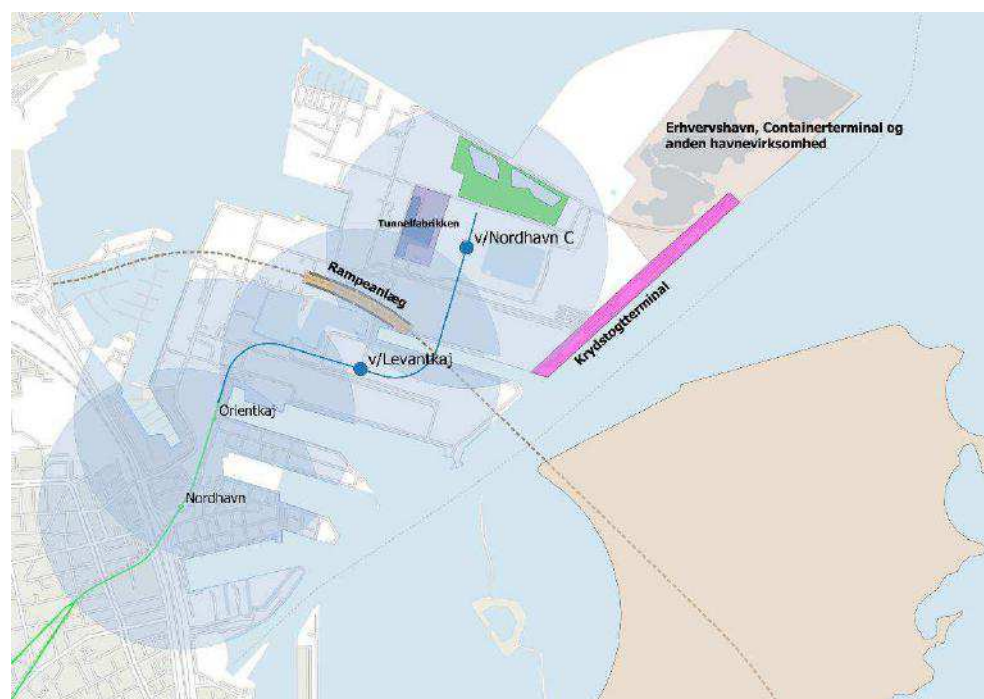 Erhvervshavn, Containerterminal og
anden havnevirksomhed
Tunnelfabrikken
v/Nordhavn C
Rampeanlæg
Krydstogtterminal
v/Levantkaj
Orientkaj
Nordhavn